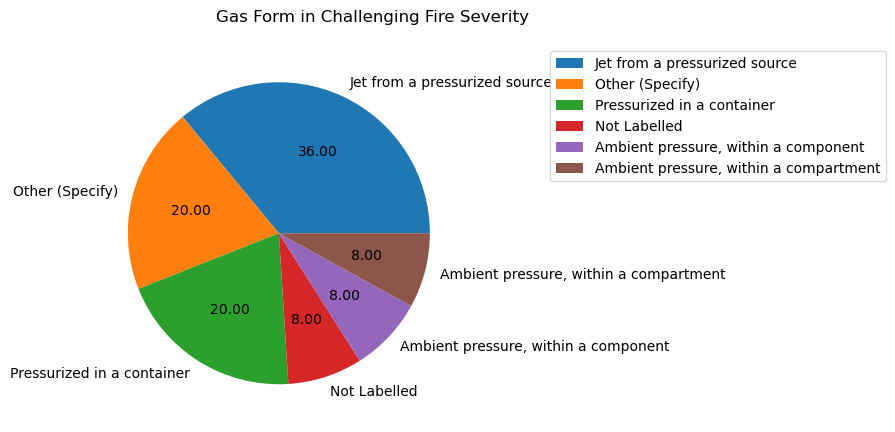 Gas Form in Challenging Fire Severity
Jet from a pressurized source
Other (Specify)
Pressurized in a container
Not Labelled
Ambient pressure, within a component
Ambient pressure, within a compartment
Jet from a pressurized source
36.00
Other (Specify)
20.00
Pressurized in a container
20.00
Not Labelled
8.00
Ambient pressure, within a component
8.00
Ambient pressure, within a compartment
8.00